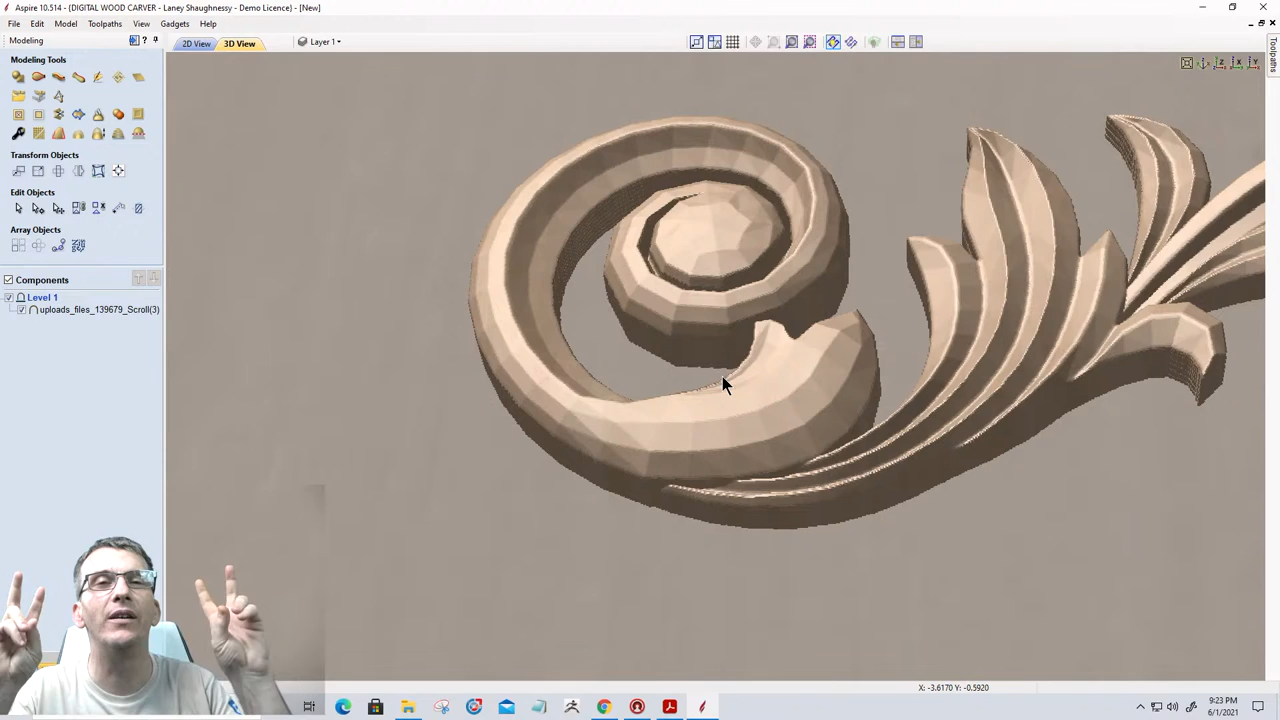 Aspire 10.514 - (DIGITAL WOOD CARVER - Laney Shaughnessy - Demo Licence) - [New]
File Edit Model Toolpaths View Gadgets Help
Modeling
2D View 3D View Layer 1
Toolpaths
Modeling Tools
Transform Objects
Edit Objects
Array Objects
Components
Level 1
uploads_files_139679_Scroll(3)
X: -3.6170 Y: -0.5920
9:23 PM
6/1/2021